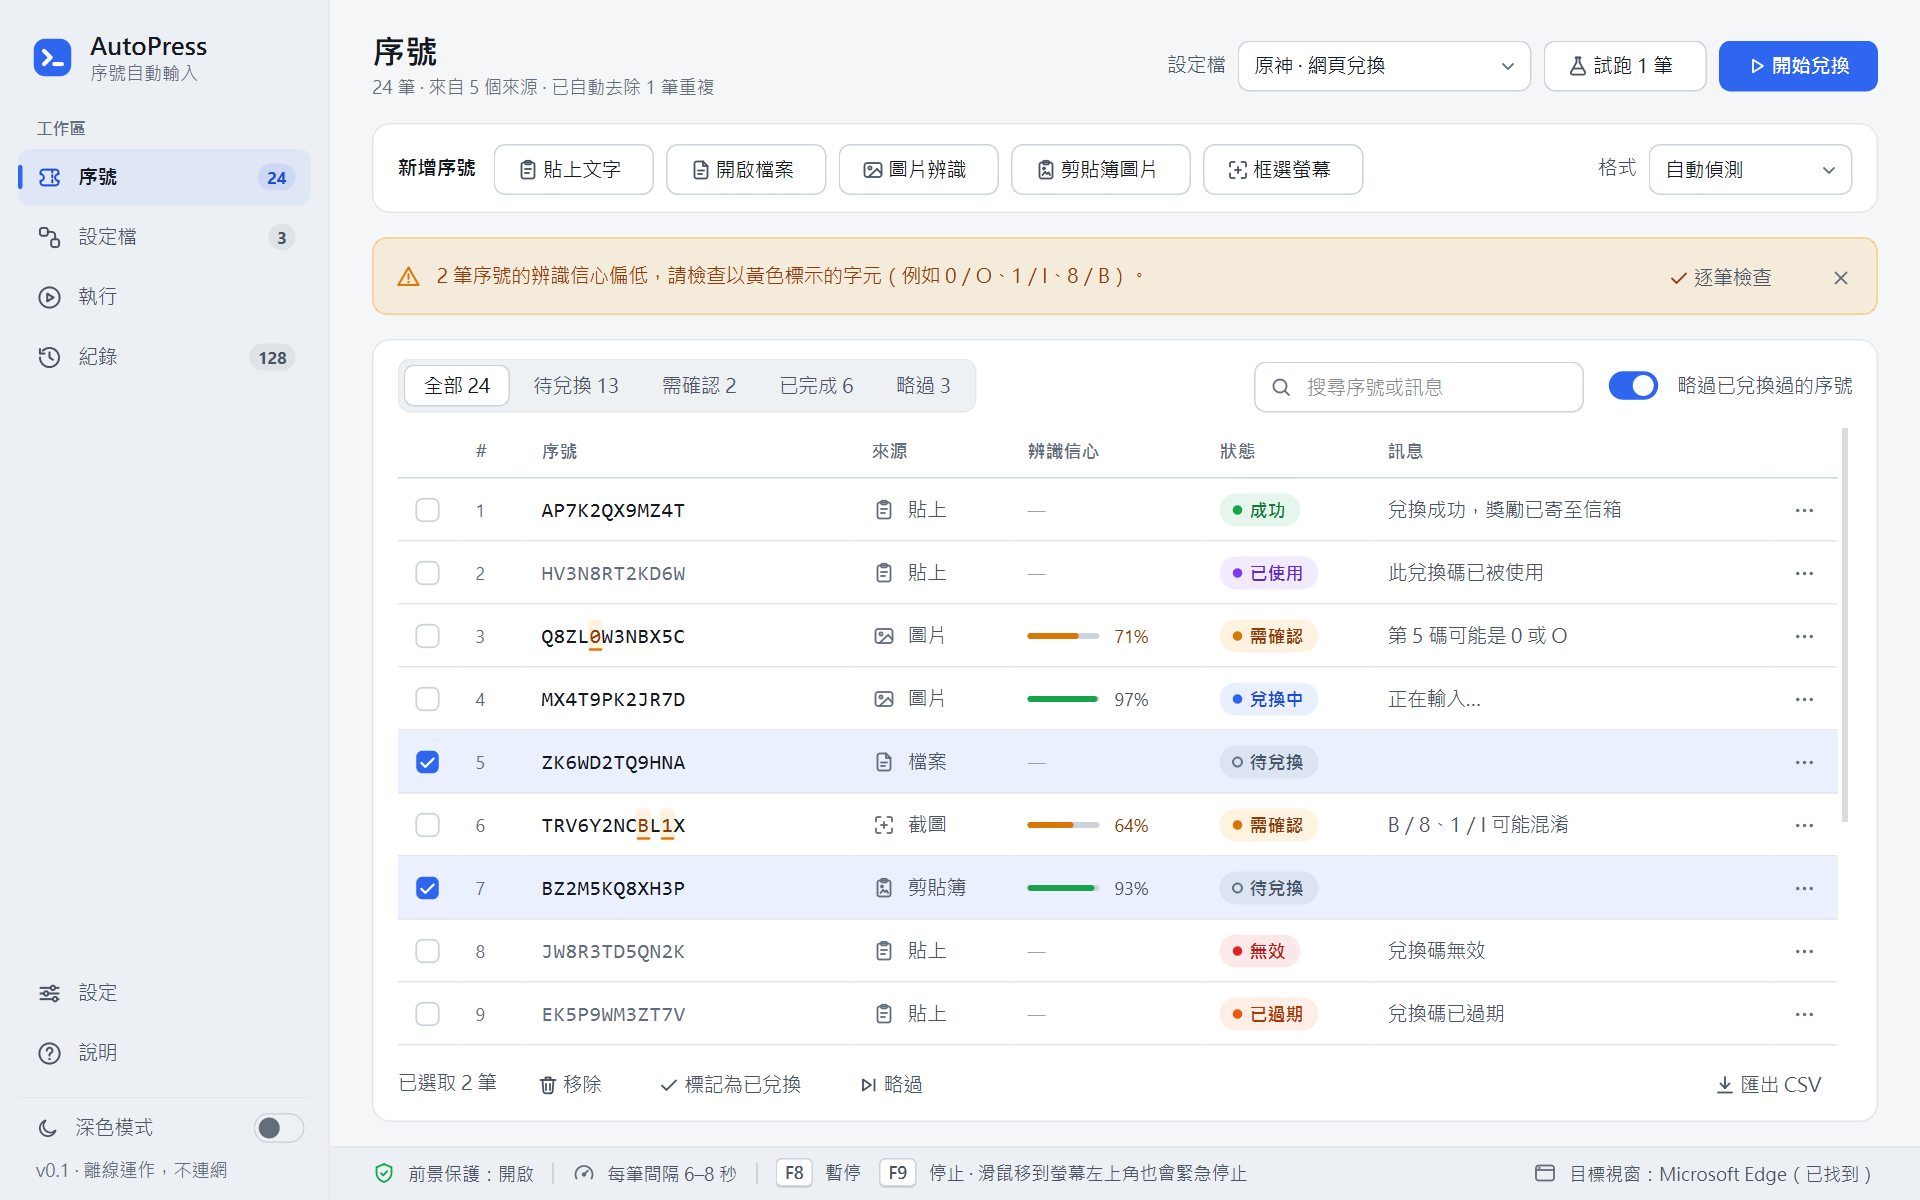 AutoPress
序號自動輸入
工作區
序號 24
設定檔 3
執行
紀錄 128
設定
說明
深色模式
v0.1 · 離線運作，不連網
序號
24 筆 · 來自 5 個來源 · 已自動去除 1 筆重複
設定檔 原神 · 網頁兌換 試跑 1 筆 開始兌換
新增序號 貼上文字 開啟檔案 圖片辨識 剪貼簿圖片 框選螢幕 格式 自動偵測
2 筆序號的辨識信心偏低，請檢查以黃色標示的字元（例如 0 / O、1 / I、8 / B）。 逐筆檢查
全部 24 待兌換 13 需確認 2 已完成 6 略過 3 搜尋序號或訊息 略過已兌換過的序號
# 序號 來源 辨識信心 狀態 訊息
1 AP7K2QX9MZ4T 貼上 — 成功 兌換成功，獎勵已寄至信箱 ...
2 HV3N8RT2KD6W 貼上 — 已使用 此兌換碼已被使用 ...
3 Q8ZL0W3NBX5C 圖片 71% 需確認 第 5 碼可能是 0 或 O ...
4 MX4T9PK2JR7D 圖片 97% 兌換中 正在輸入... ...
5 ZK6WD2TQ9HNA 檔案 — 待兌換 ...
6 TRV6Y2NCBL1X 截圖 64% 需確認 B / 8、1 / I 可能混淆 ...
7 BZ2M5KQ8XH3P 剪貼簿 93% 待兌換 ...
8 JW8R3TD5QN2K 貼上 — 無效 兌換碼無效 ...
9 EK5P9WM3ZT7V 貼上 — 已過期 兌換碼已過期 ...
已選取 2 筆 移除 標記為已兌換 略過 匯出 CSV
前景保護：開啟 每筆間隔 6–8 秒 F8 暫停 F9 停止 · 滑鼠移到螢幕左上角也會緊急停止 目標視窗：Microsoft Edge（已找到）